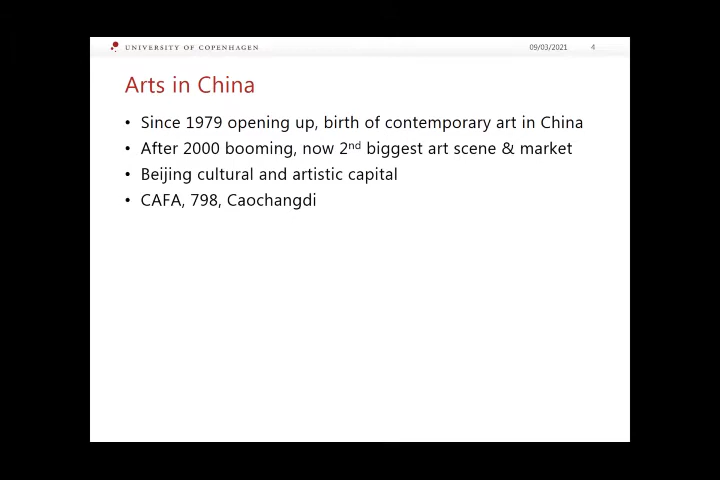 UNIVERSITY OF COPENHAGEN 09/03/2021 4
Arts in China
• Since 1979 opening up, birth of contemporary art in China
• After 2000 booming, now 2nd biggest art scene & market
• Beijing cultural and artistic capital
• CAFA, 798, Caochangdi